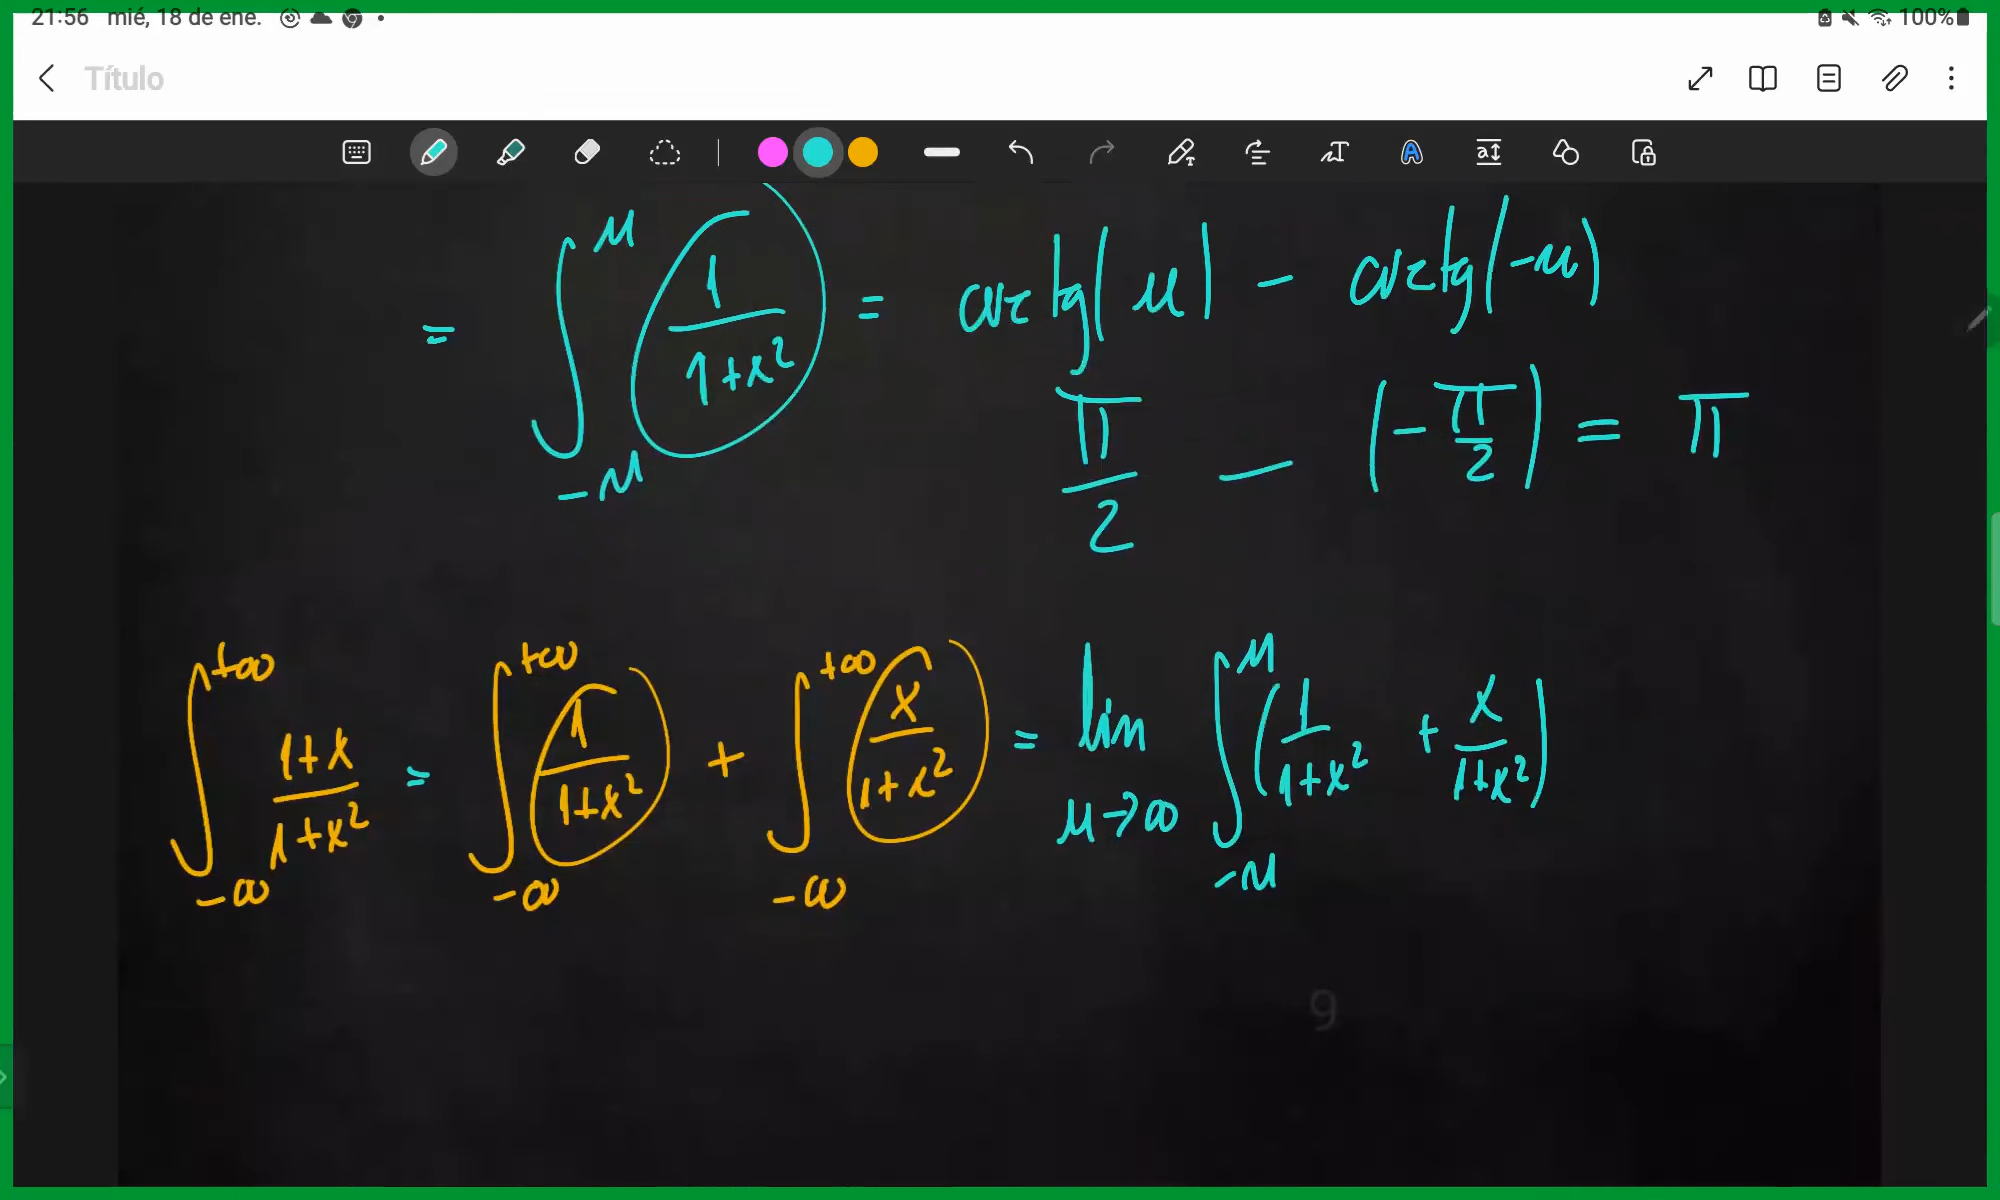 21:56 mié, 18 de ene. 100%
Título
= ∫_{-M}^{M} 1/(1+x²) = arctg(M) - arctg(-M)
π/2 - (-π/2) = π
∫_{-∞}^{+∞} (1+x)/(1+x²) = ∫_{-∞}^{+∞} 1/(1+x²) + ∫_{-∞}^{+∞} x/(1+x²) = lim_{M→∞} ∫_{-M}^{M} (1/(1+x²) + x/(1+x²))
9